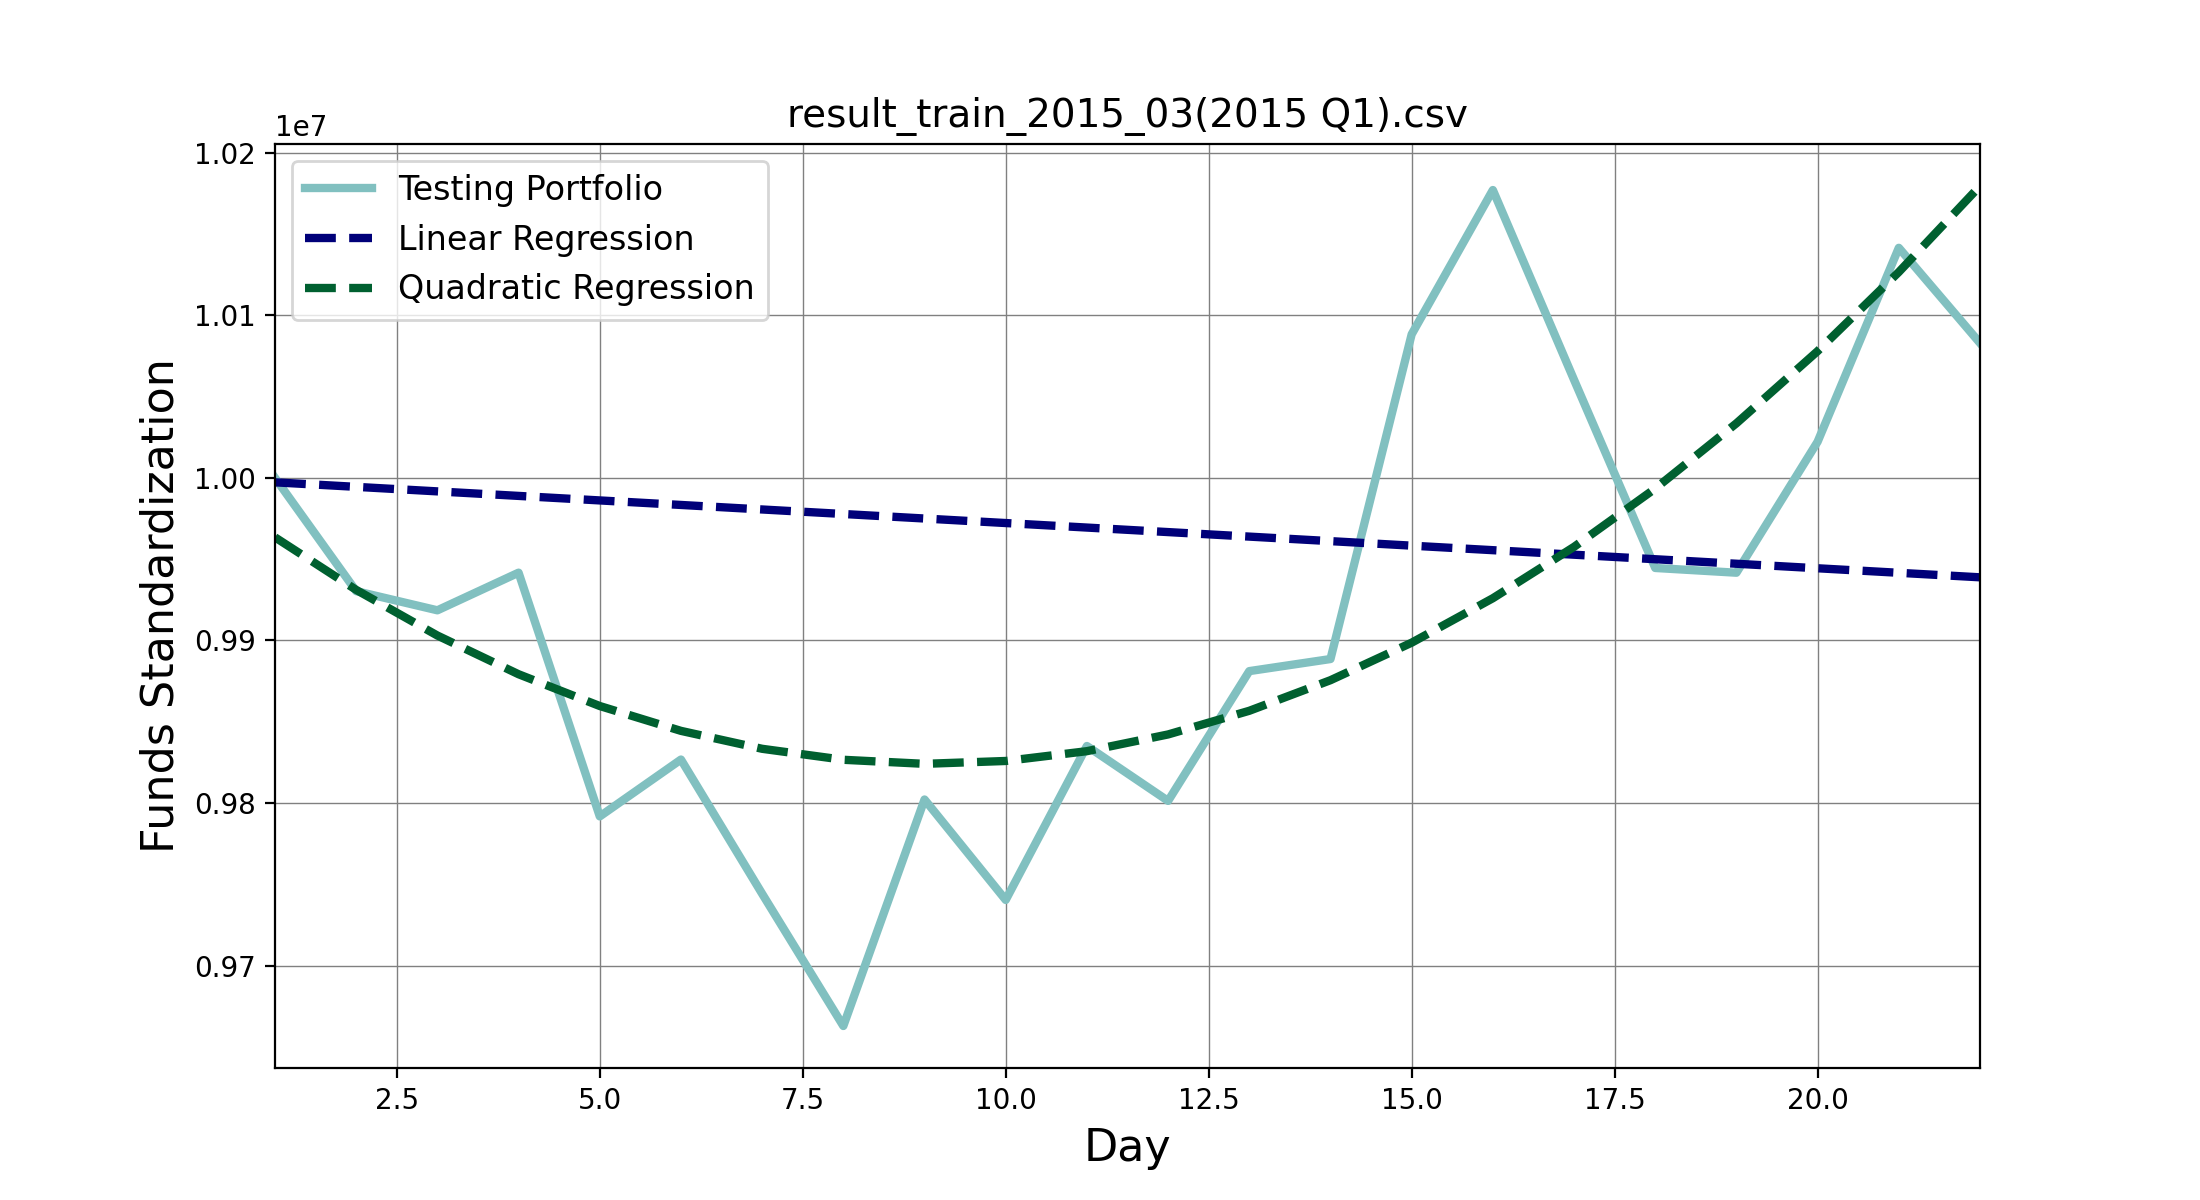 result_train_2015_03(2015 Q1).csv
1e7
1.02
1.01
1.00
0.99
0.98
0.97
Funds Standardization
Testing Portfolio
Linear Regression
Quadratic Regression
2.5 5.0 7.5 10.0 12.5 15.0 17.5 20.0
Day